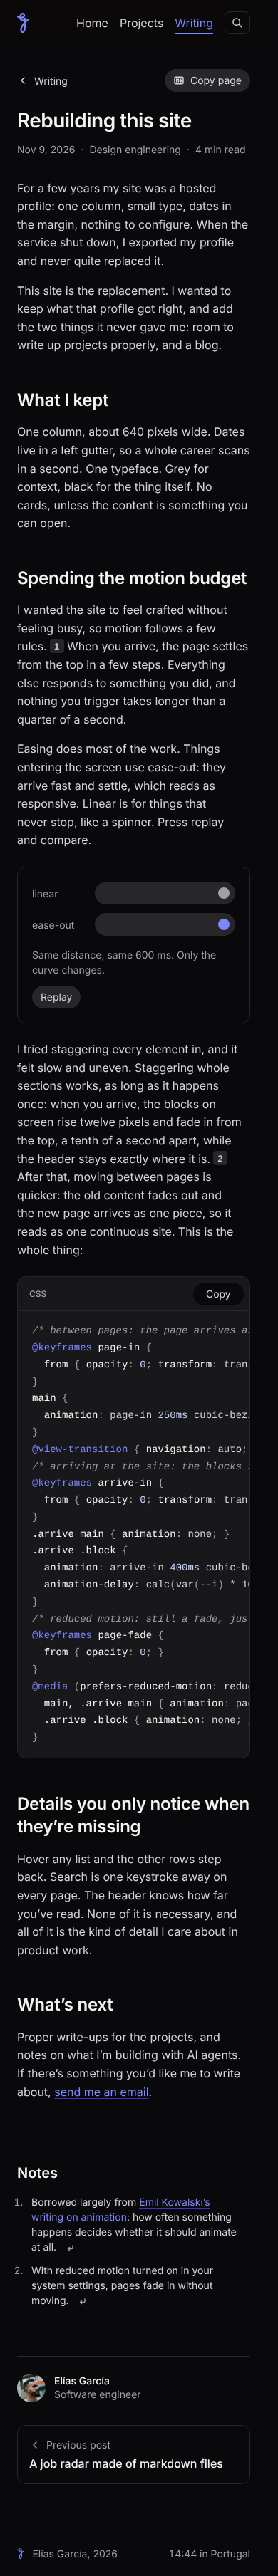 Home Projects Writing
Writing
Copy page
Rebuilding this site
Nov 9, 2026 · Design engineering · 4 min read
For a few years my site was a hosted
profile: one column, small type, dates in
the margin, nothing to configure. When the
service shut down, I exported my profile
and never quite replaced it.
This site is the replacement. I wanted to
keep what that profile got right, and add
the two things it never gave me: room to
write up projects properly, and a blog.
What I kept
One column, about 640 pixels wide. Dates
live in a left gutter, so a whole career scans
in a second. One typeface. Grey for
context, black for the thing itself. No
cards, unless the content is something you
can open.
Spending the motion budget
I wanted the site to feel crafted without
feeling busy, so motion follows a few
rules. 1 When you arrive, the page settles
from the top in a few steps. Everything
else responds to something you did, and
nothing you trigger takes longer than a
quarter of a second.
Easing does most of the work. Things
entering the screen use ease-out: they
arrive fast and settle, which reads as
responsive. Linear is for things that
never stop, like a spinner. Press replay
and compare.
linear
ease-out
Same distance, same 600 ms. Only the
curve changes.
Replay
I tried staggering every element in, and it
felt slow and uneven. Staggering whole
sections works, as long as it happens
once: when you arrive, the blocks on
screen rise twelve pixels and fade in from
the top, a tenth of a second apart, while
the header stays exactly where it is. 2
After that, moving between pages is
quicker: the old content fades out and
the new page arrives as one piece, so it
reads as one continuous site. This is the
whole thing:
CSS
Copy
/* between pages: the page arrives as
@keyframes page-in {
from { opacity: 0; transform: trans
}
main {
animation: page-in 250ms cubic-bezi
}
@view-transition { navigation: auto;
/* arriving at the site: the blocks s
@keyframes arrive-in {
from { opacity: 0; transform: trans
}
.arrive main { animation: none; }
.arrive .block {
animation: arrive-in 400ms cubic-be
animation-delay: calc(var(--i) * 10
}
/* reduced motion: still a fade, jus
@keyframes page-fade {
from { opacity: 0; }
}
@media (prefers-reduced-motion: redu
main, .arrive main { animation: pag
.arrive .block { animation: none; }
}
Details you only notice when
they're missing
Hover any list and the other rows step
back. Search is one keystroke away on
every page. The header knows how far
you've read. None of it is necessary, and
all of it is the kind of detail I care about in
product work.
What's next
Proper write-ups for the projects, and
notes on what I'm building with AI agents.
If there's something you'd like me to write
about, send me an email.
Notes
1. Borrowed largely from Emil Kowalski's
writing on animation: how often something
happens decides whether it should animate
at all. ↩
2. With reduced motion turned on in your
system settings, pages fade in without
moving. ↩
Elías García
Software engineer
Previous post
A job radar made of markdown files
Elías García, 2026
14:44 in Portugal